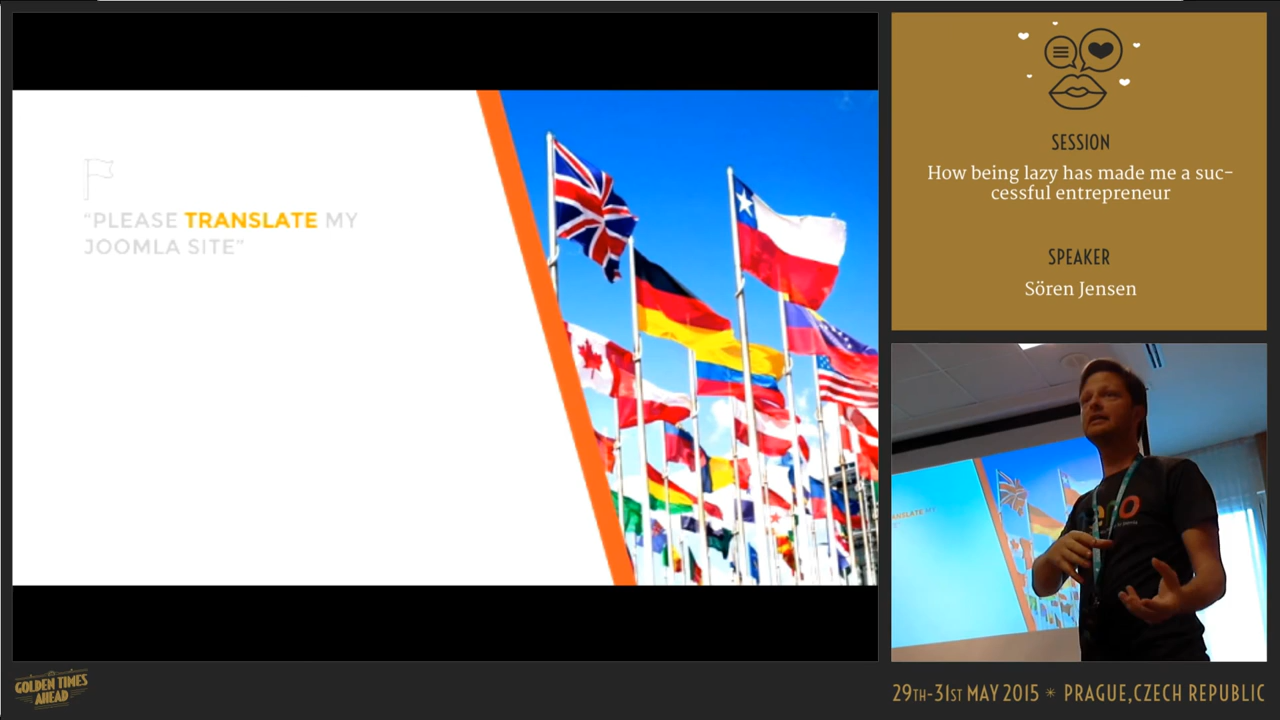 “PLEASE TRANSLATE MY
JOOMLA SITE”
SESSION
How being lazy has made me a suc-
cessful entrepreneur
SPEAKER
Sören Jensen
GOLDEN TIMES
AHEAD
29TH-31ST MAY 2015 * PRAGUE,CZECH REPUBLIC